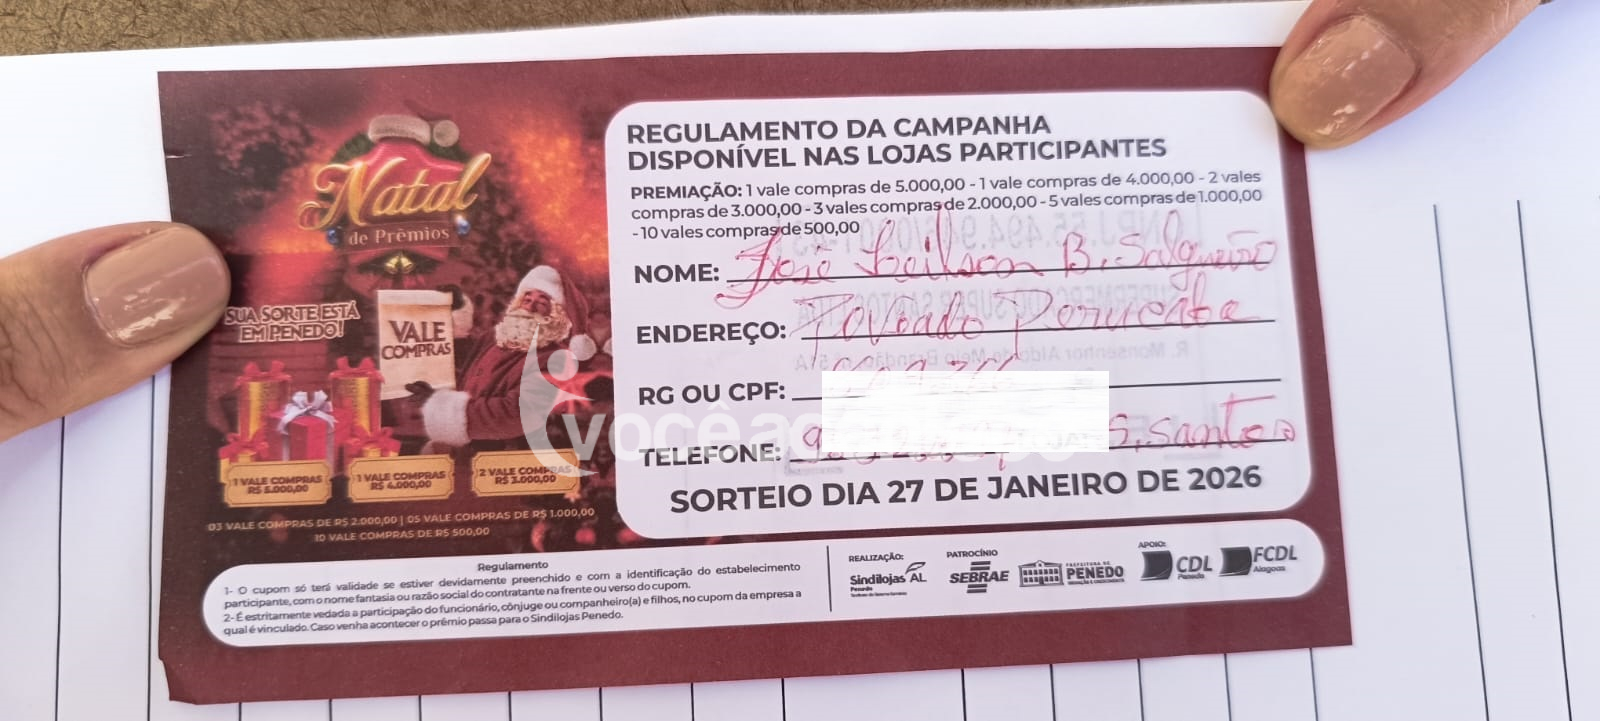 Natal
de Prêmios
SUA SORTE ESTÁ
EM PENEDO!
VALE
COMPRAS
1 VALE COMPRAS
R$ 5.000,00
1 VALE COMPRAS
R$ 4.000,00
2 VALE COMPRAS
R$ 3.000,00
03 VALE COMPRAS DE R$ 2.000,00 | 05 VALE COMPRAS DE R$ 1.000,00
10 VALE COMPRAS DE R$ 500,00
REGULAMENTO DA CAMPANHA
DISPONÍVEL NAS LOJAS PARTICIPANTES
PREMIAÇÃO: 1 vale compras de 5.000,00 - 1 vale compras de 4.000,00 - 2 vales
compras de 3.000,00 - 3 vales compras de 2.000,00 - 5 vales compras de 1.000,00
- 10 vales compras de 500,00
NOME: José Leilson B. Salgueiro
ENDEREÇO: Povoado Perucaba
RG OU CPF:
TELEFONE: S. Santos
SORTEIO DIA 27 DE JANEIRO DE 2026
Regulamento
1- O cupom só terá validade se estiver devidamente preenchido e com a identificação do estabelecimento
participante, com o nome fantasia ou razão social do contratante na frente ou verso do cupom.
2- É estritamente vedada a participação do funcionário, cônjuge ou companheiro(a) e filhos, no cupom da empresa a
qual é vinculado. Caso venha acontecer o prêmio passa para o Sindilojas Penedo.
REALIZAÇÃO:
Sindilojas AL
Penedo
PATROCÍNIO
SEBRAE
PREFEITURA DE
PENEDO
APOIO:
CDL
Penedo
FCDL
Alagoas